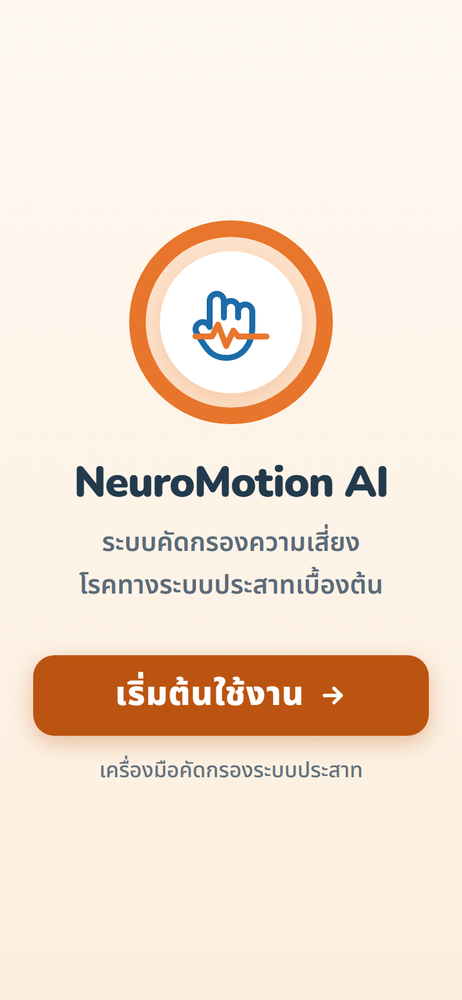 NeuroMotion AI
ระบบคัดกรองความเสี่ยง
โรคทางระบบประสาทเบื้องต้น
เริ่มต้นใช้งาน →
เครื่องมือคัดกรองระบบประสาท